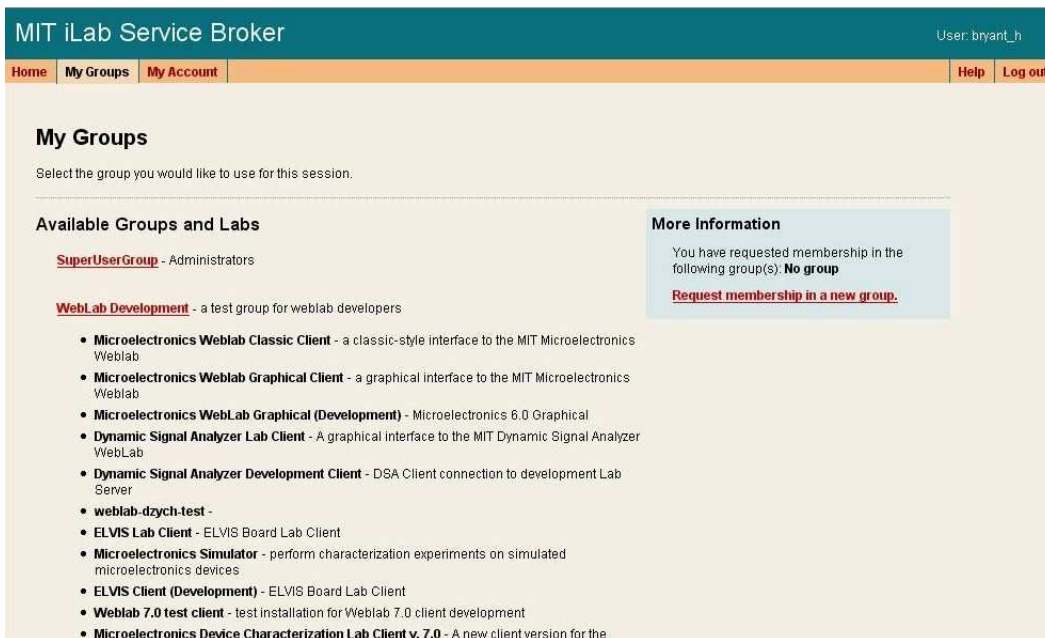 MIT iLab Service Broker
User: bryant_h
Home My Groups My Account
Help Log out
My Groups
Select the group you would like to use for this session.
Available Groups and Labs
SuperUserGroup - Administrators
WebLab Development - a test group for weblab developers
• Microelectronics Weblab Classic Client - a classic-style interface to the MIT Microelectronics
Weblab
• Microelectronics Weblab Graphical Client - a graphical interface to the MIT Microelectronics
Weblab
• Microelectronics WebLab Graphical (Development) - Microelectronics 6.0 Graphical
• Dynamic Signal Analyzer Lab Client - A graphical interface to the MIT Dynamic Signal Analyzer
WebLab
• Dynamic Signal Analyzer Development Client - DSA Client connection to development Lab
Server
• weblab-dzych-test -
• ELVIS Lab Client - ELVIS Board Lab Client
• Microelectronics Simulator - perform characterization experiments on simulated
microelectronics devices
• ELVIS Client (Development) - ELVIS Board Lab Client
• Weblab 7.0 test client - test installation for Weblab 7.0 client development
• Microelectronics Device Characterization Lab Client v. 7.0 - A new client version for the
More Information
You have requested membership in the
following group(s): No group
Request membership in a new group.